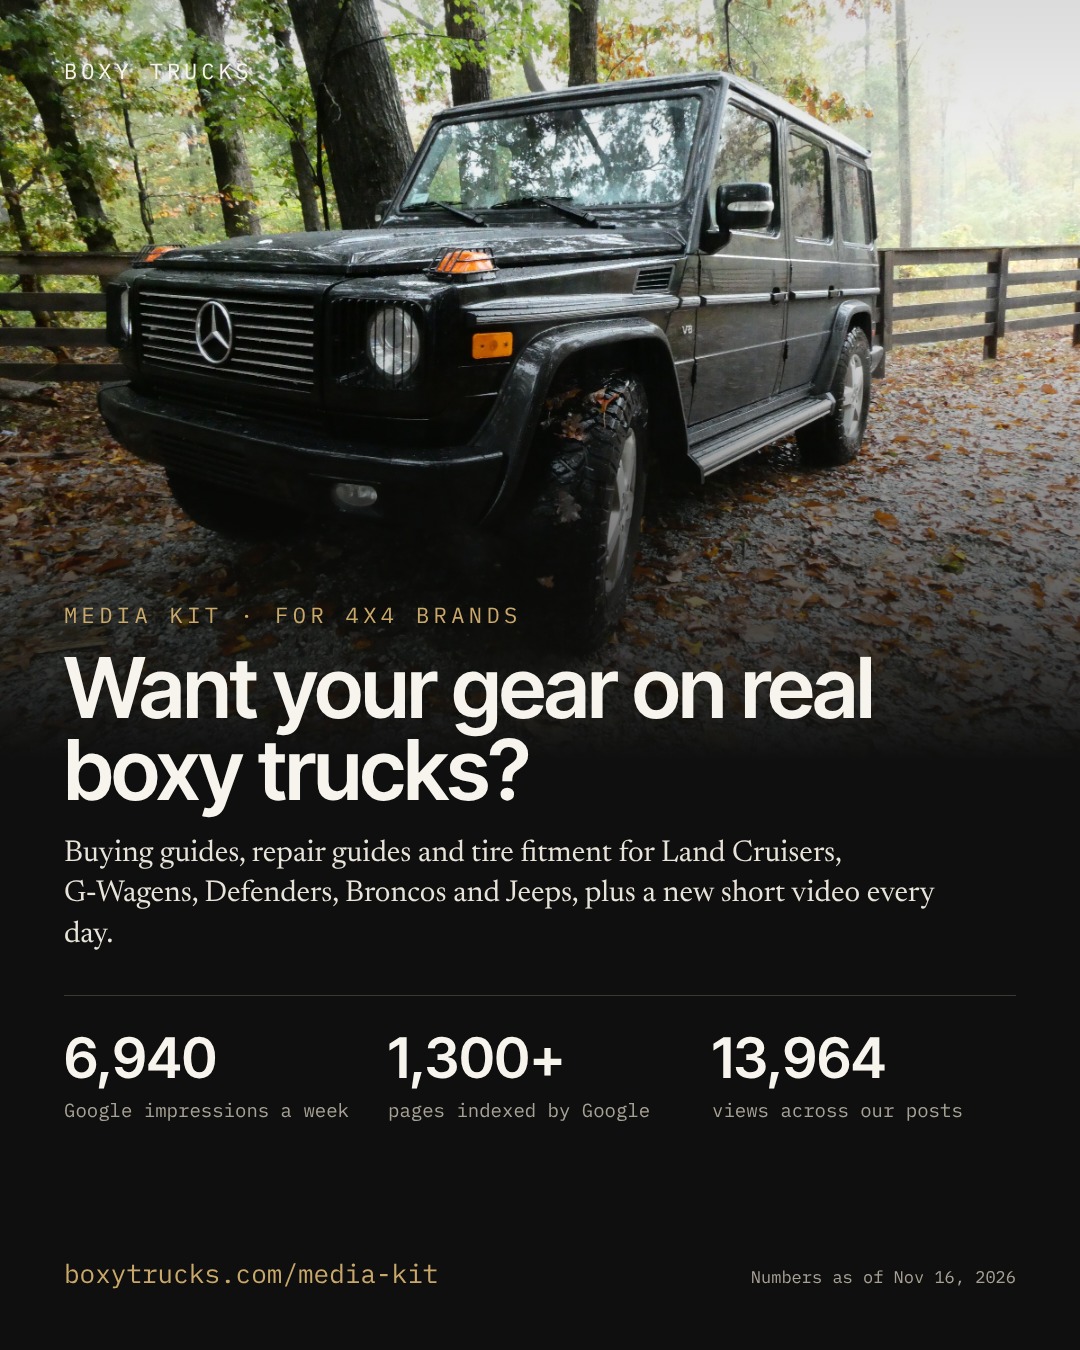 BOXY TRUCKS
V8
MEDIA KIT · FOR 4X4 BRANDS
Want your gear on real
boxy trucks?
Buying guides, repair guides and tire fitment for Land Cruisers,
G-Wagens, Defenders, Broncos and Jeeps, plus a new short video every
day.
6,940
Google impressions a week
1,300+
pages indexed by Google
13,964
views across our posts
boxytrucks.com/media-kit
Numbers as of Nov 16, 2026